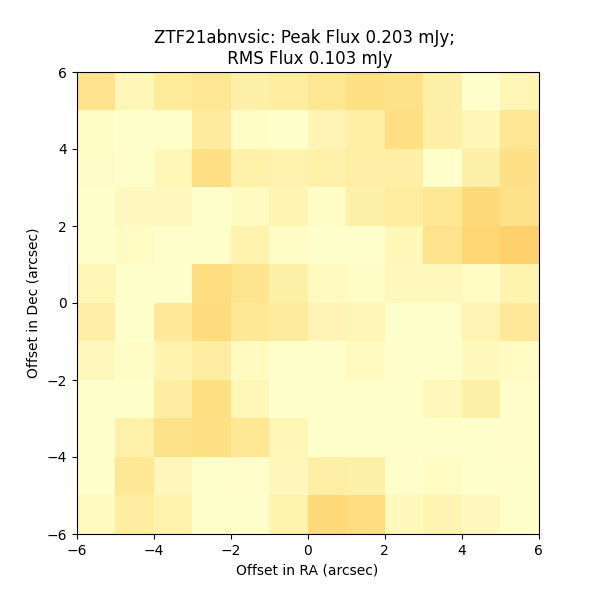 ZTF21abnvsic: Peak Flux 0.203 mJy;
RMS Flux 0.103 mJy
6
4
2
0
−2
−4
−6
Offset in Dec (arcsec)
−6 −4 −2 0 2 4 6
Offset in RA (arcsec)